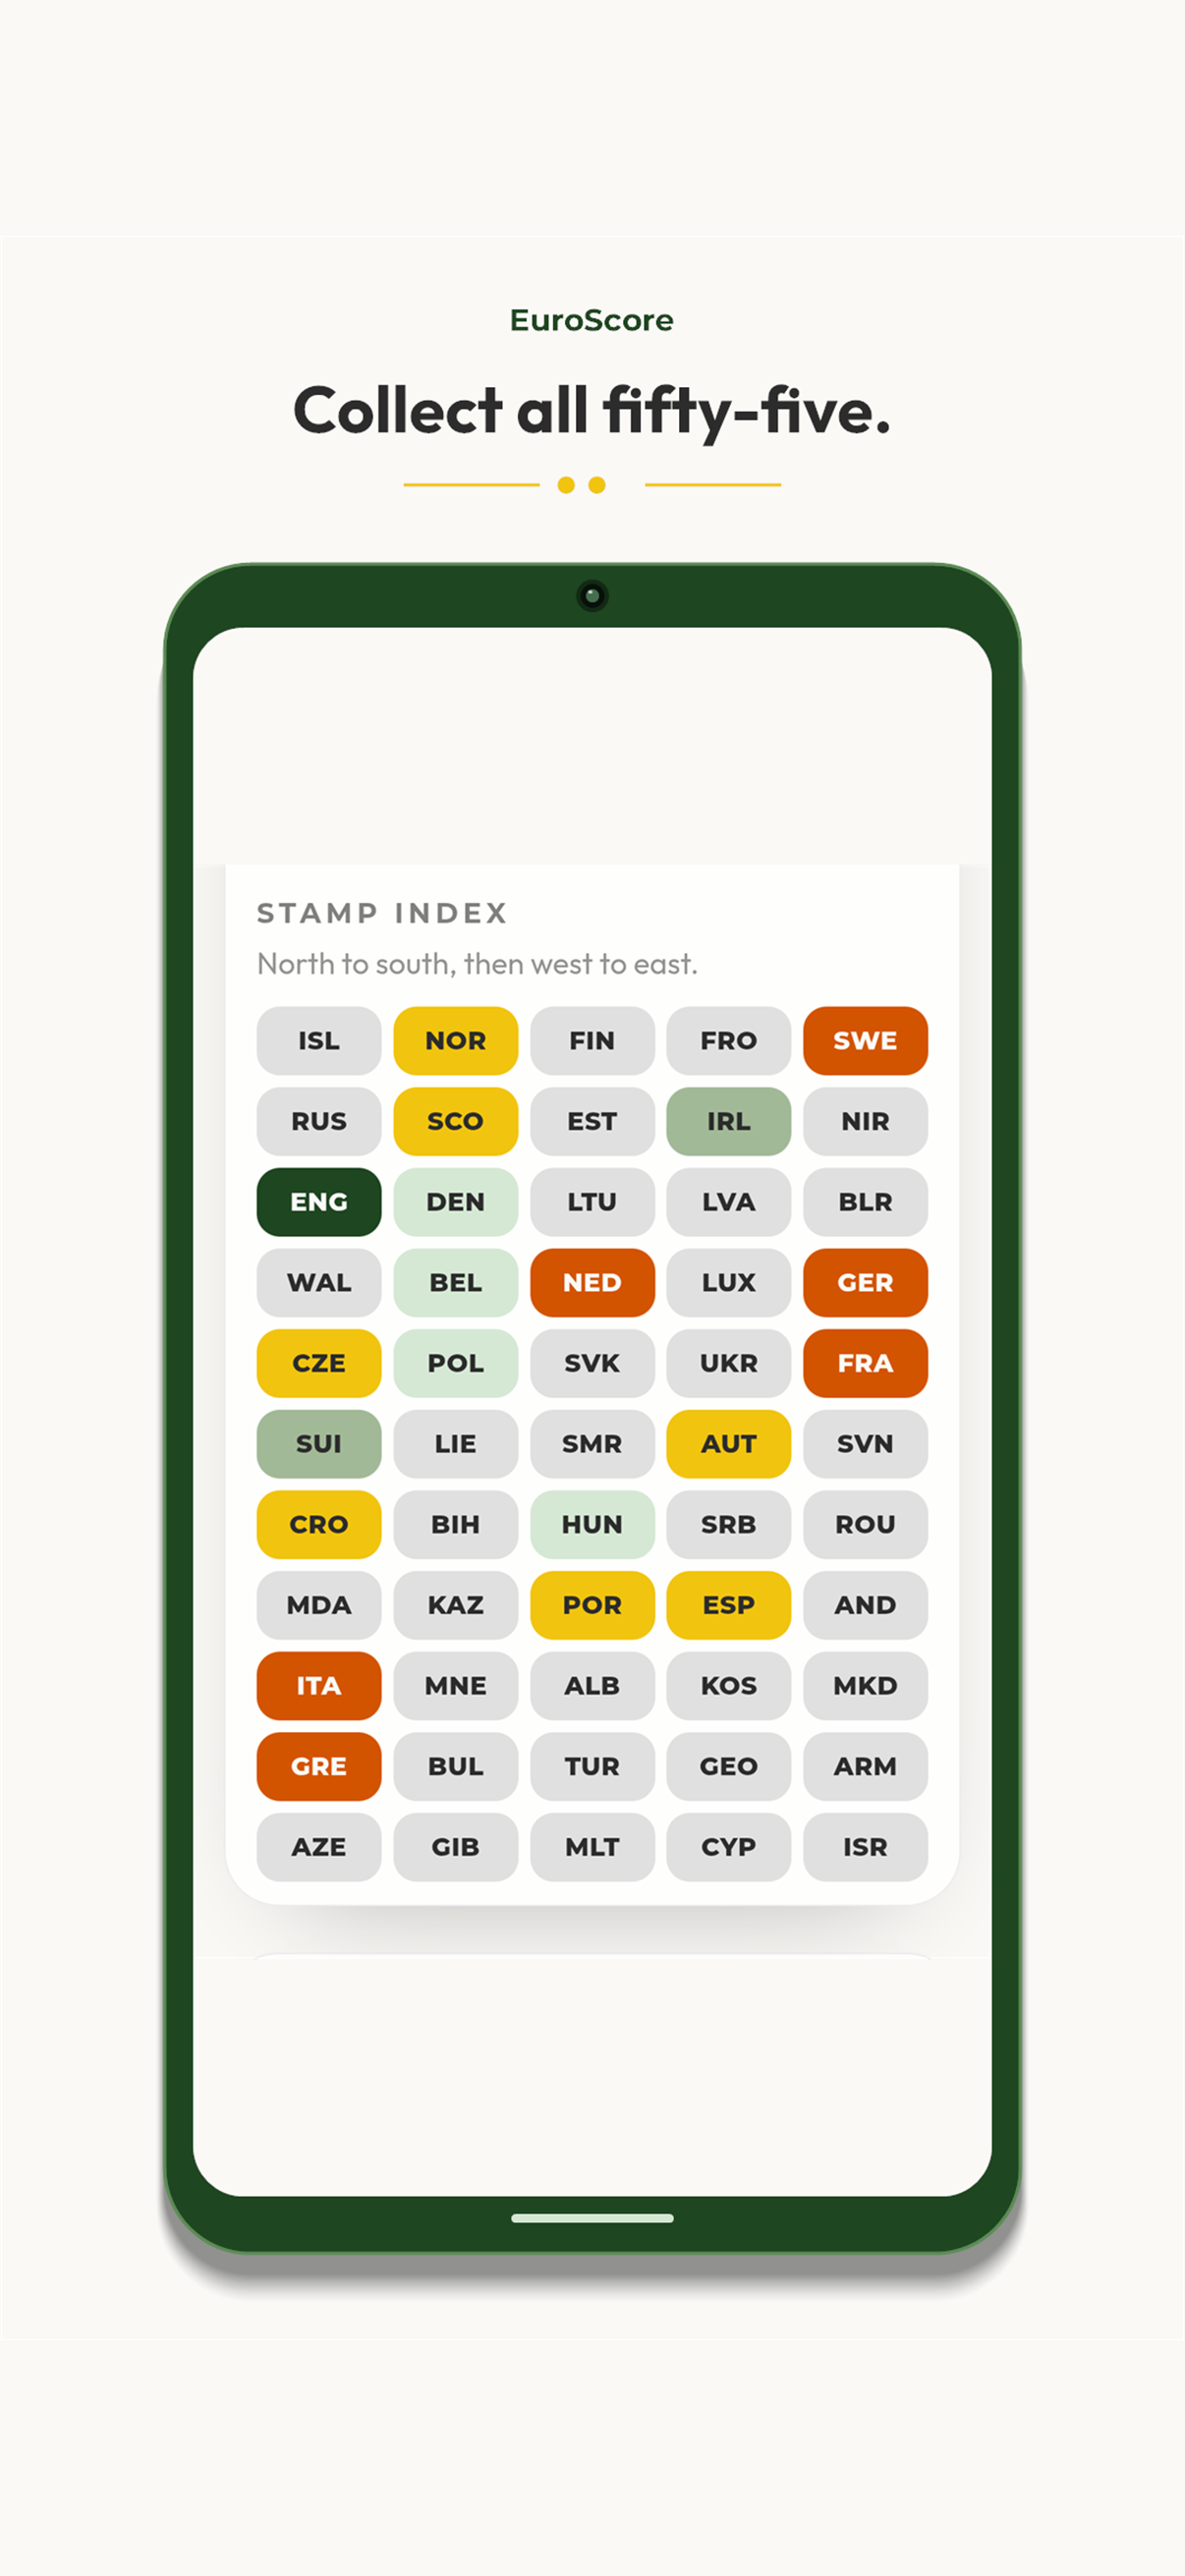 EuroScore
Collect all fifty-five.
STAMP INDEX
North to south, then west to east.
ISL NOR FIN FRO SWE
RUS SCO EST IRL NIR
ENG DEN LTU LVA BLR
WAL BEL NED LUX GER
CZE POL SVK UKR FRA
SUI LIE SMR AUT SVN
CRO BIH HUN SRB ROU
MDA KAZ POR ESP AND
ITA MNE ALB KOS MKD
GRE BUL TUR GEO ARM
AZE GIB MLT CYP ISR